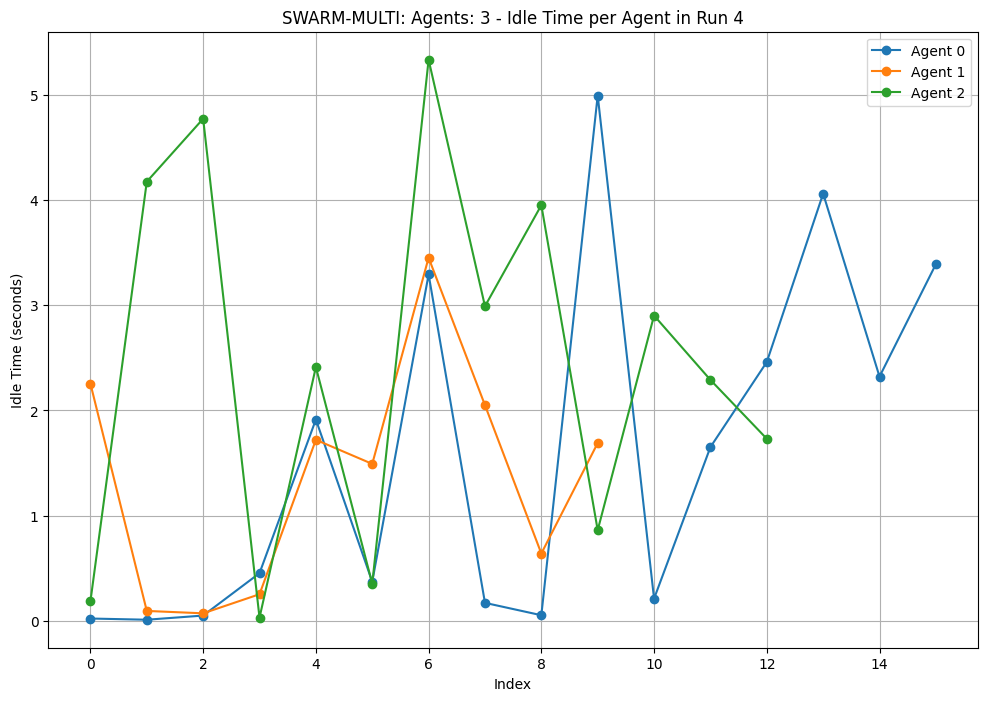 SWARM-MULTI: Agents: 3 - Idle Time per Agent in Run 4
Agent 0
Agent 1
Agent 2
Idle Time (seconds)
5
4
3
2
1
0
0 2 4 6 8 10 12 14
Index